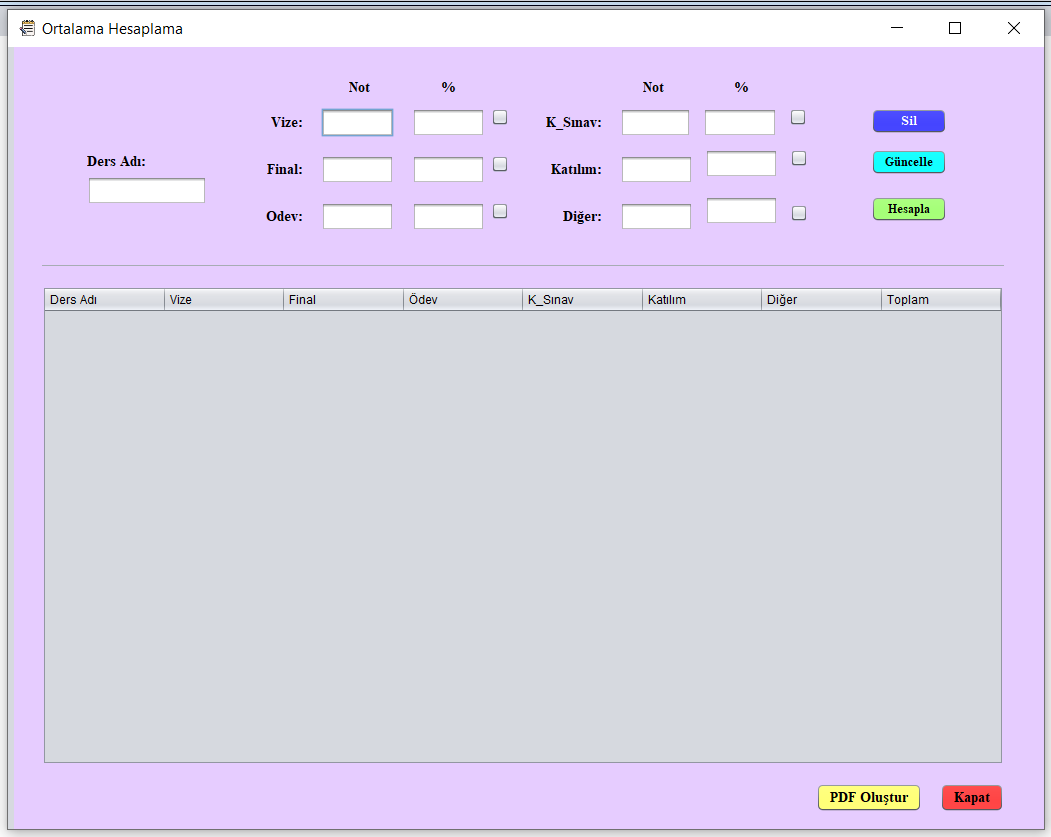 Ortalama Hesaplama
Not % Not %
Vize: K_Sınav: Sil
Ders Adı: Final: Katılım: Güncelle
Odev: Diğer: Hesapla
Ders Adı Vize Final Ödev K_Sınav Katılım Diğer Toplam
PDF Oluştur Kapat